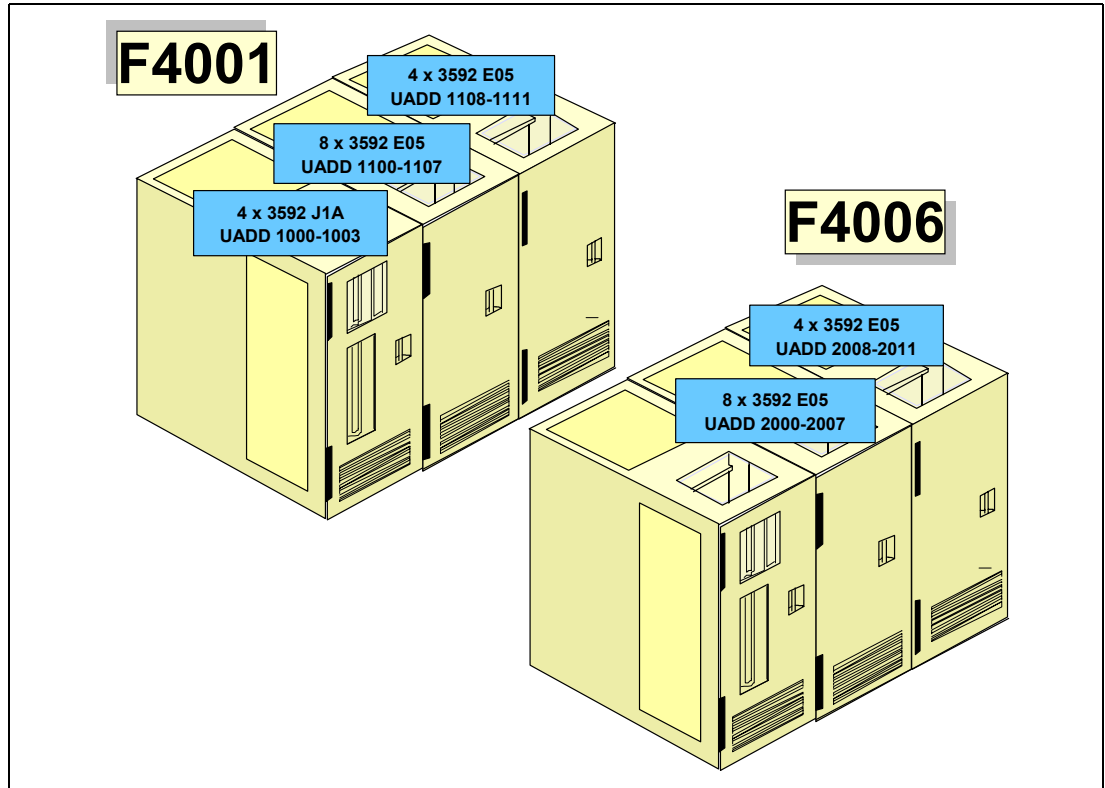 F4001
4 x 3592 E05
UADD 1108-1111
8 x 3592 E05
UADD 1100-1107
4 x 3592 J1A
UADD 1000-1003
F4006
4 x 3592 E05
UADD 2008-2011
8 x 3592 E05
UADD 2000-2007